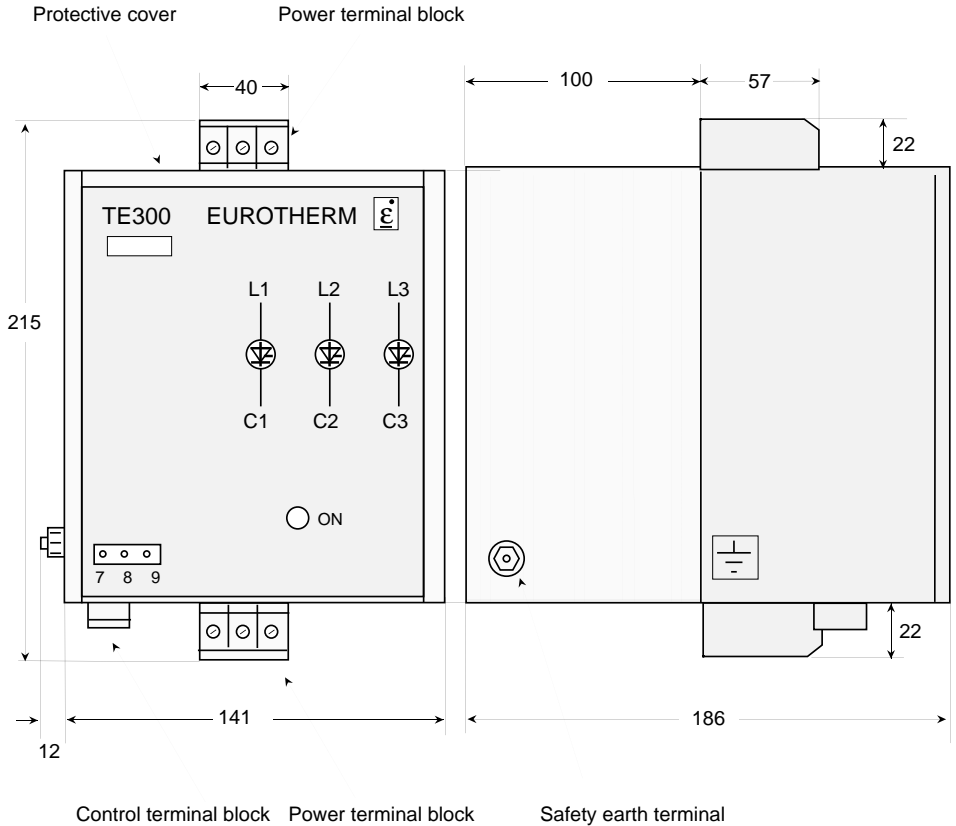 Protective cover
Power terminal block
40
100
57
22
TE300 EUROTHERM ε
L1 L2 L3
215
C1 C2 C3
ON
7 8 9
22
141
186
12
Control terminal block
Power terminal block
Safety earth terminal